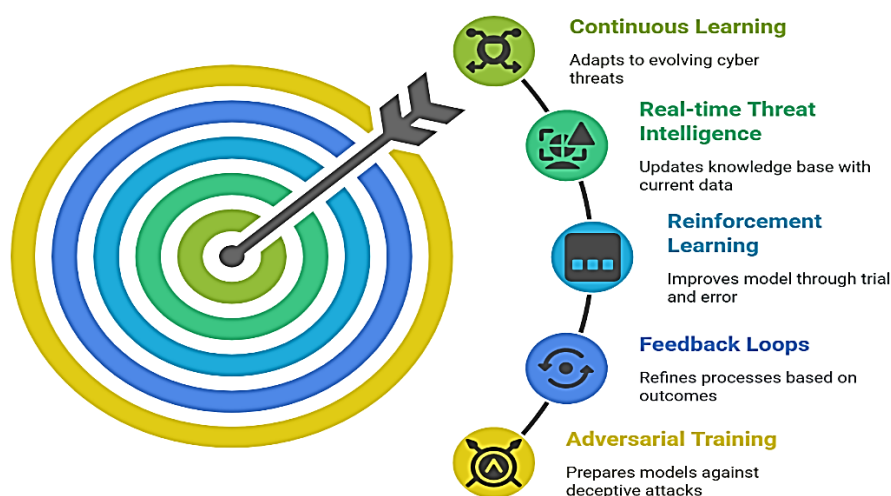 Continuous Learning
Adapts to evolving cyber
threats
Real-time Threat
Intelligence
Updates knowledge base with
current data
Reinforcement
Learning
Improves model through trial
and error
Feedback Loops
Refines processes based on
outcomes
Adversarial Training
Prepares models against
deceptive attacks